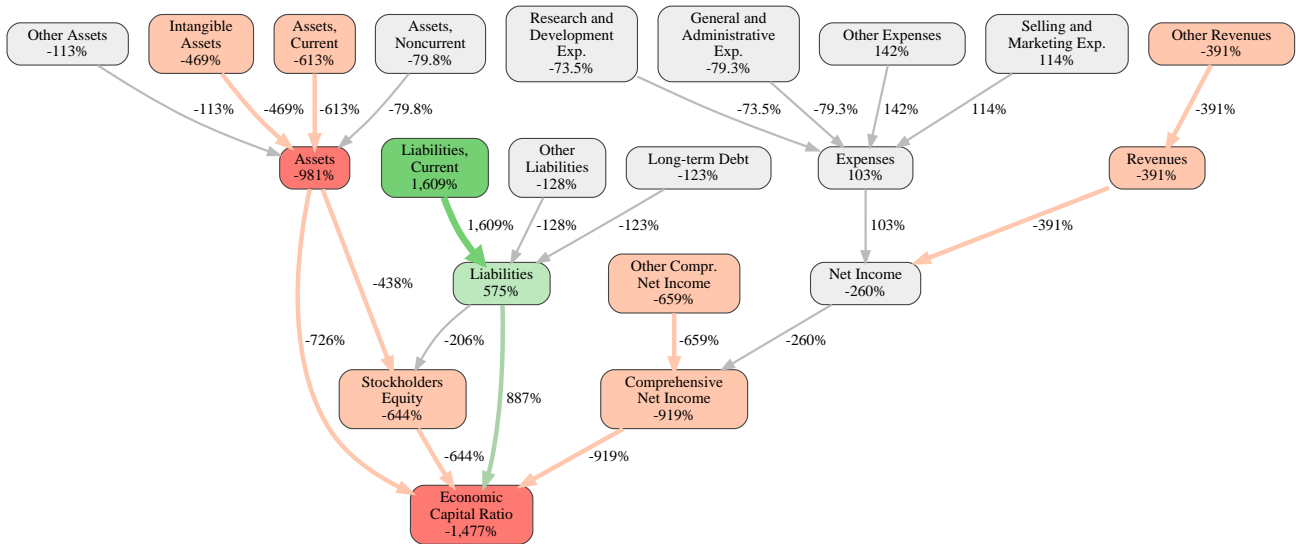 Other Assets
-113%
Intangible
Assets
-469%
Assets,
Current
-613%
Assets,
Noncurrent
-79.8%
Research and
Development
Exp.
-73.5%
General and
Administrative
Exp.
-79.3%
Other Expenses
142%
Selling and
Marketing Exp.
114%
Other Revenues
-391%
-113%
-469%
-613%
-79.8%
-73.5%
-79.3%
142%
114%
-391%
Assets
-981%
Liabilities,
Current
1,609%
Other
Liabilities
-128%
Long-term Debt
-123%
Expenses
103%
Revenues
-391%
1,609%
-128%
-123%
103%
-391%
-438%
Liabilities
575%
Other Compr.
Net Income
-659%
Net Income
-260%
-726%
-206%
-659%
-260%
Stockholders
Equity
-644%
887%
Comprehensive
Net Income
-919%
-644%
-919%
Economic
Capital Ratio
-1,477%